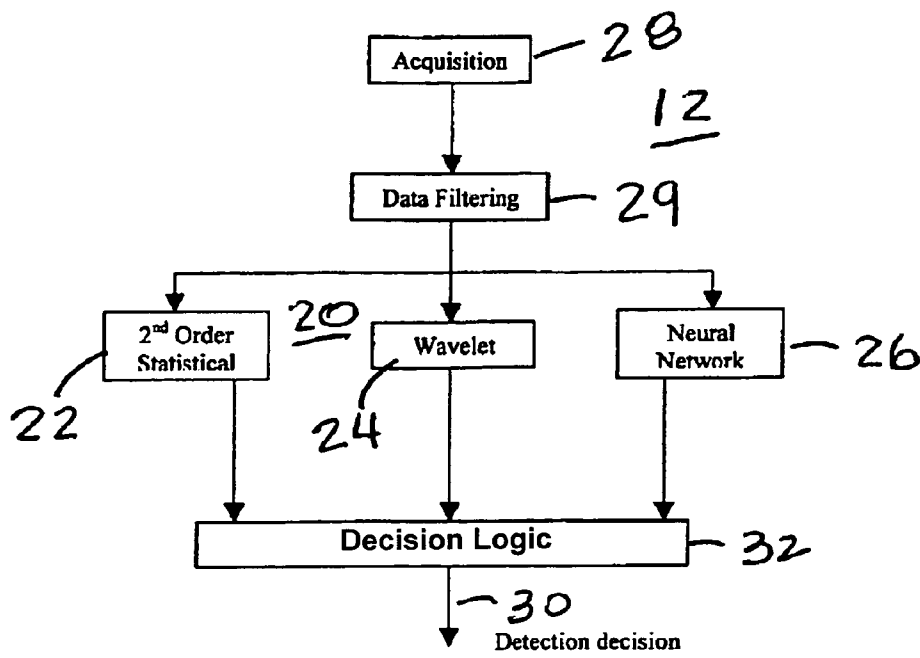 Acquisition
28
12
Data Filtering
29
2nd Order
Statistical
20
Wavelet
Neural
Network
26
22
24
Decision Logic
32
30
Detection decision